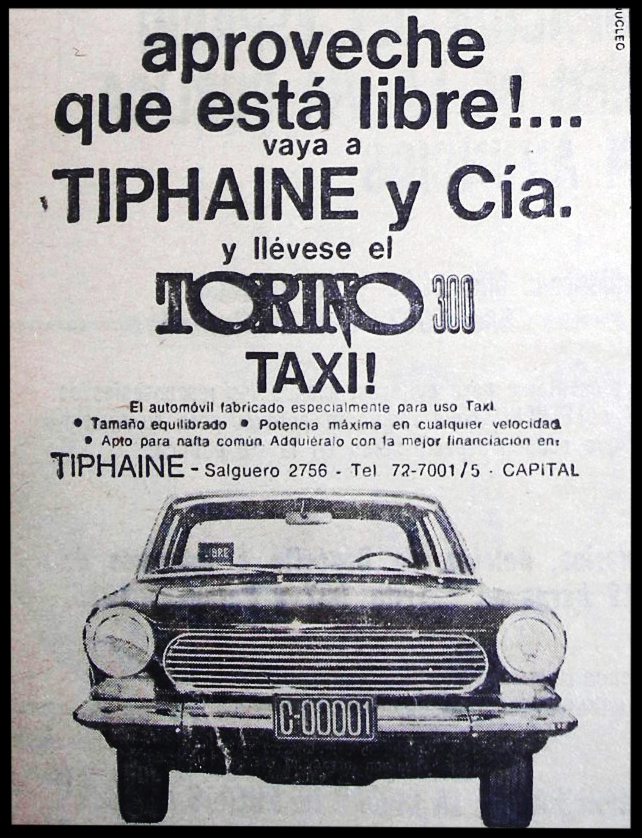 NUCLEO
aproveche
que está libre!...
vaya a
TIPHAINE y Cía.
y llévese el
TORINO 300
TAXI!
El automóvil fabricado especialmente para uso Taxi.
• Tamaño equilibrado • Potencia máxima en cualquier velocidad
• Apto para nafta común. Adquiéralo con la mejor financiación en:
TIPHAINE - Salguero 2756 - Tel 72-7001/5 - CAPITAL
LIBRE
C-00001